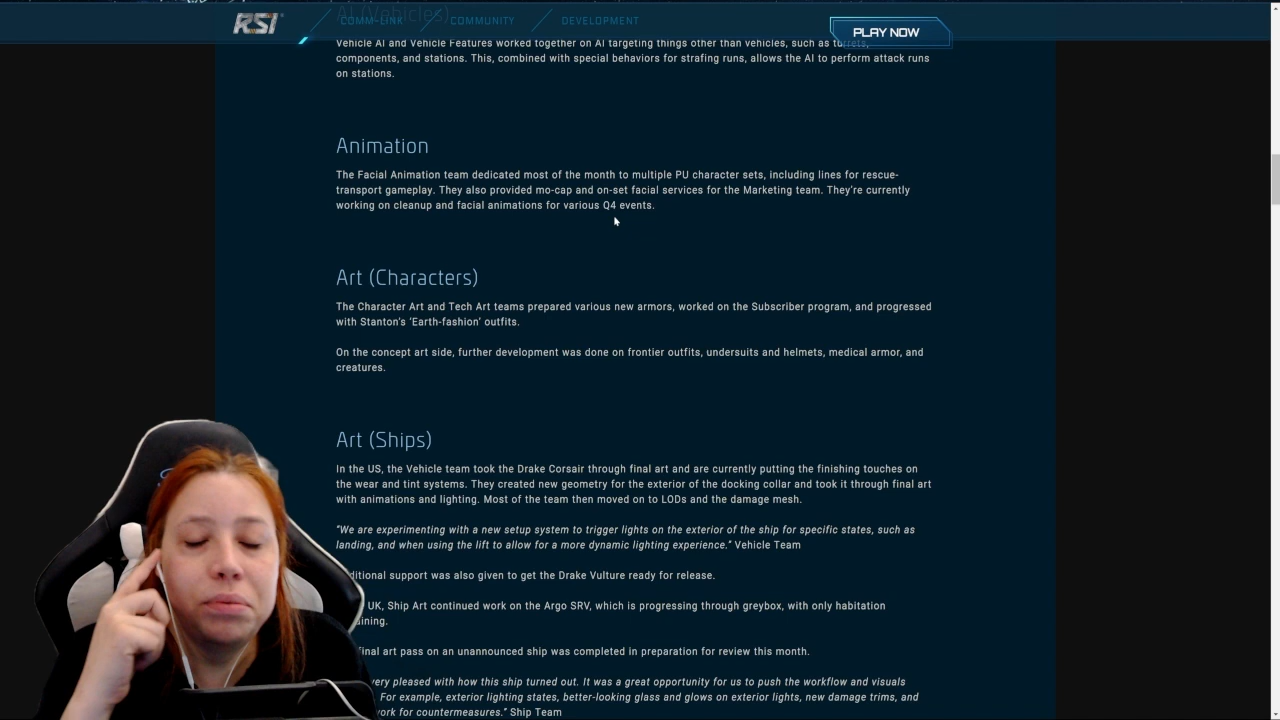 AI (Vehicles)
RSI
COMM-LINK
COMMUNITY
DEVELOPMENT
PLAY NOW
Vehicle AI and Vehicle Features worked together on AI targeting things other than vehicles, such as turrets,
components, and stations. This, combined with special behaviors for strafing runs, allows the AI to perform attack runs
on stations.
Animation
The Facial Animation team dedicated most of the month to multiple PU character sets, including lines for rescue-
transport gameplay. They also provided mo-cap and on-set facial services for the Marketing team. They're currently
working on cleanup and facial animations for various Q4 events.
Art (Characters)
The Character Art and Tech Art teams prepared various new armors, worked on the Subscriber program, and progressed
with Stanton's ‘Earth-fashion’ outfits.
On the concept art side, further development was done on frontier outfits, undersuits and helmets, medical armor, and
creatures.
Art (Ships)
In the US, the Vehicle team took the Drake Corsair through final art and are currently putting the finishing touches on
the wear and tint systems. They created new geometry for the exterior of the docking collar and took it through final art
with animations and lighting. Most of the team then moved on to LODs and the damage mesh.
“We are experimenting with a new setup system to trigger lights on the exterior of the ship for specific states, such as
landing, and when using the lift to allow for a more dynamic lighting experience.” Vehicle Team
ditional support was also given to get the Drake Vulture ready for release.
UK, Ship Art continued work on the Argo SRV, which is progressing through greybox, with only habitation
aining.
final art pass on an unannounced ship was completed in preparation for review this month.
very pleased with how this ship turned out. It was a great opportunity for us to push the workflow and visuals
For example, exterior lighting states, better-looking glass and glows on exterior lights, new damage trims, and
work for countermeasures.” Ship Team